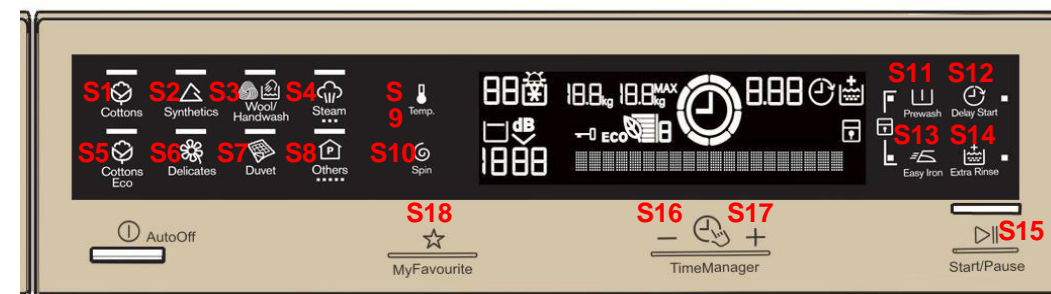 S1 S2 S3 S4 S 9
Cottons Synthetics Wool/ Handwash Steam Temp.
S5 S6 S7 S8 S10
Cottons Eco Delicates Duvet P Others Spin
88 18.8kg 18.8kg MAX 8.88
dB ECO 8
1888
S11 S12
Prewash Delay Start
S13 S14
Easy Iron Extra Rinse
AutoOff
S18
MyFavourite
S16 S17
− +
TimeManager
S15
Start/Pause